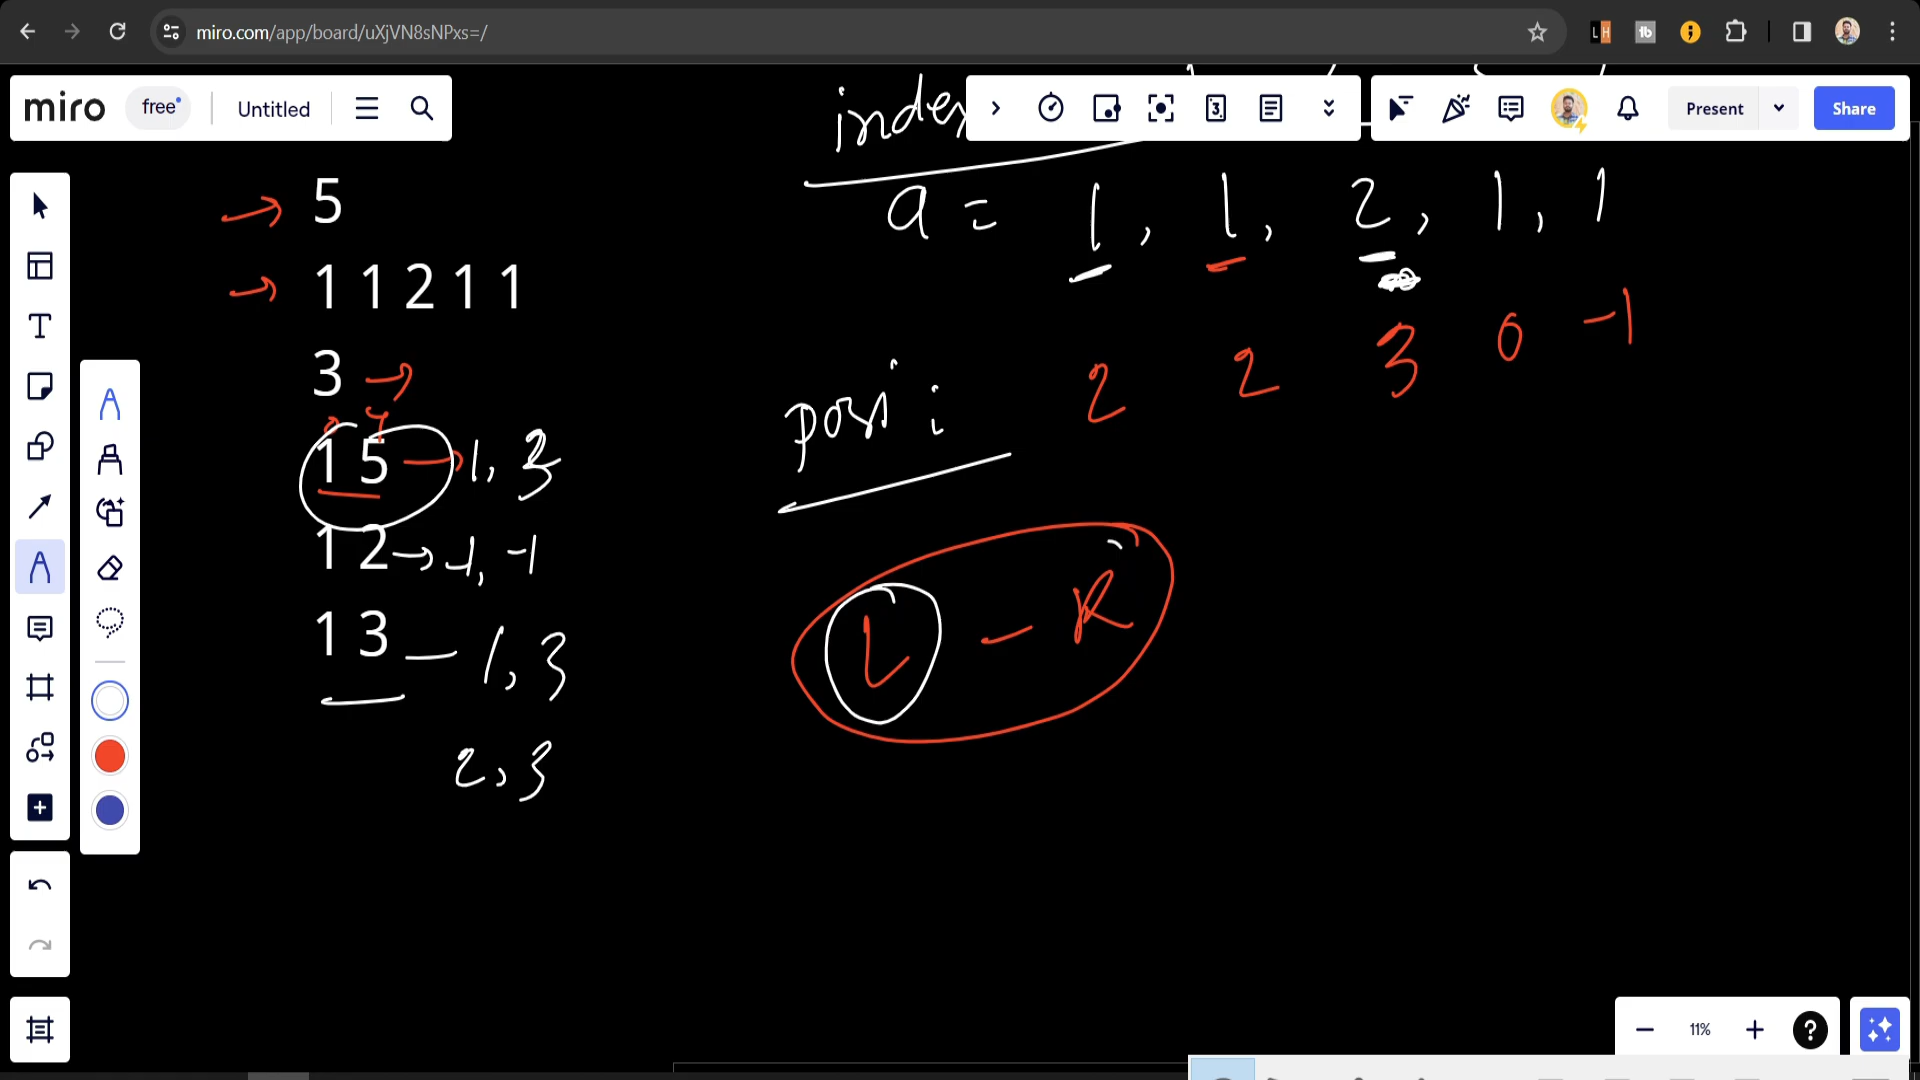 miro.com/app/board/uXjVN8sNPxs=/
miro free Untitled
Present
Share
index
a = 1, 1, 2, 1, 1
5
1 1 2 1 1
3
1 5 → 1, 3
1 2 → -1, -1
1 3 — 1, 3
2, 3
posi :
2 2 3 0 -1
L - R
11%